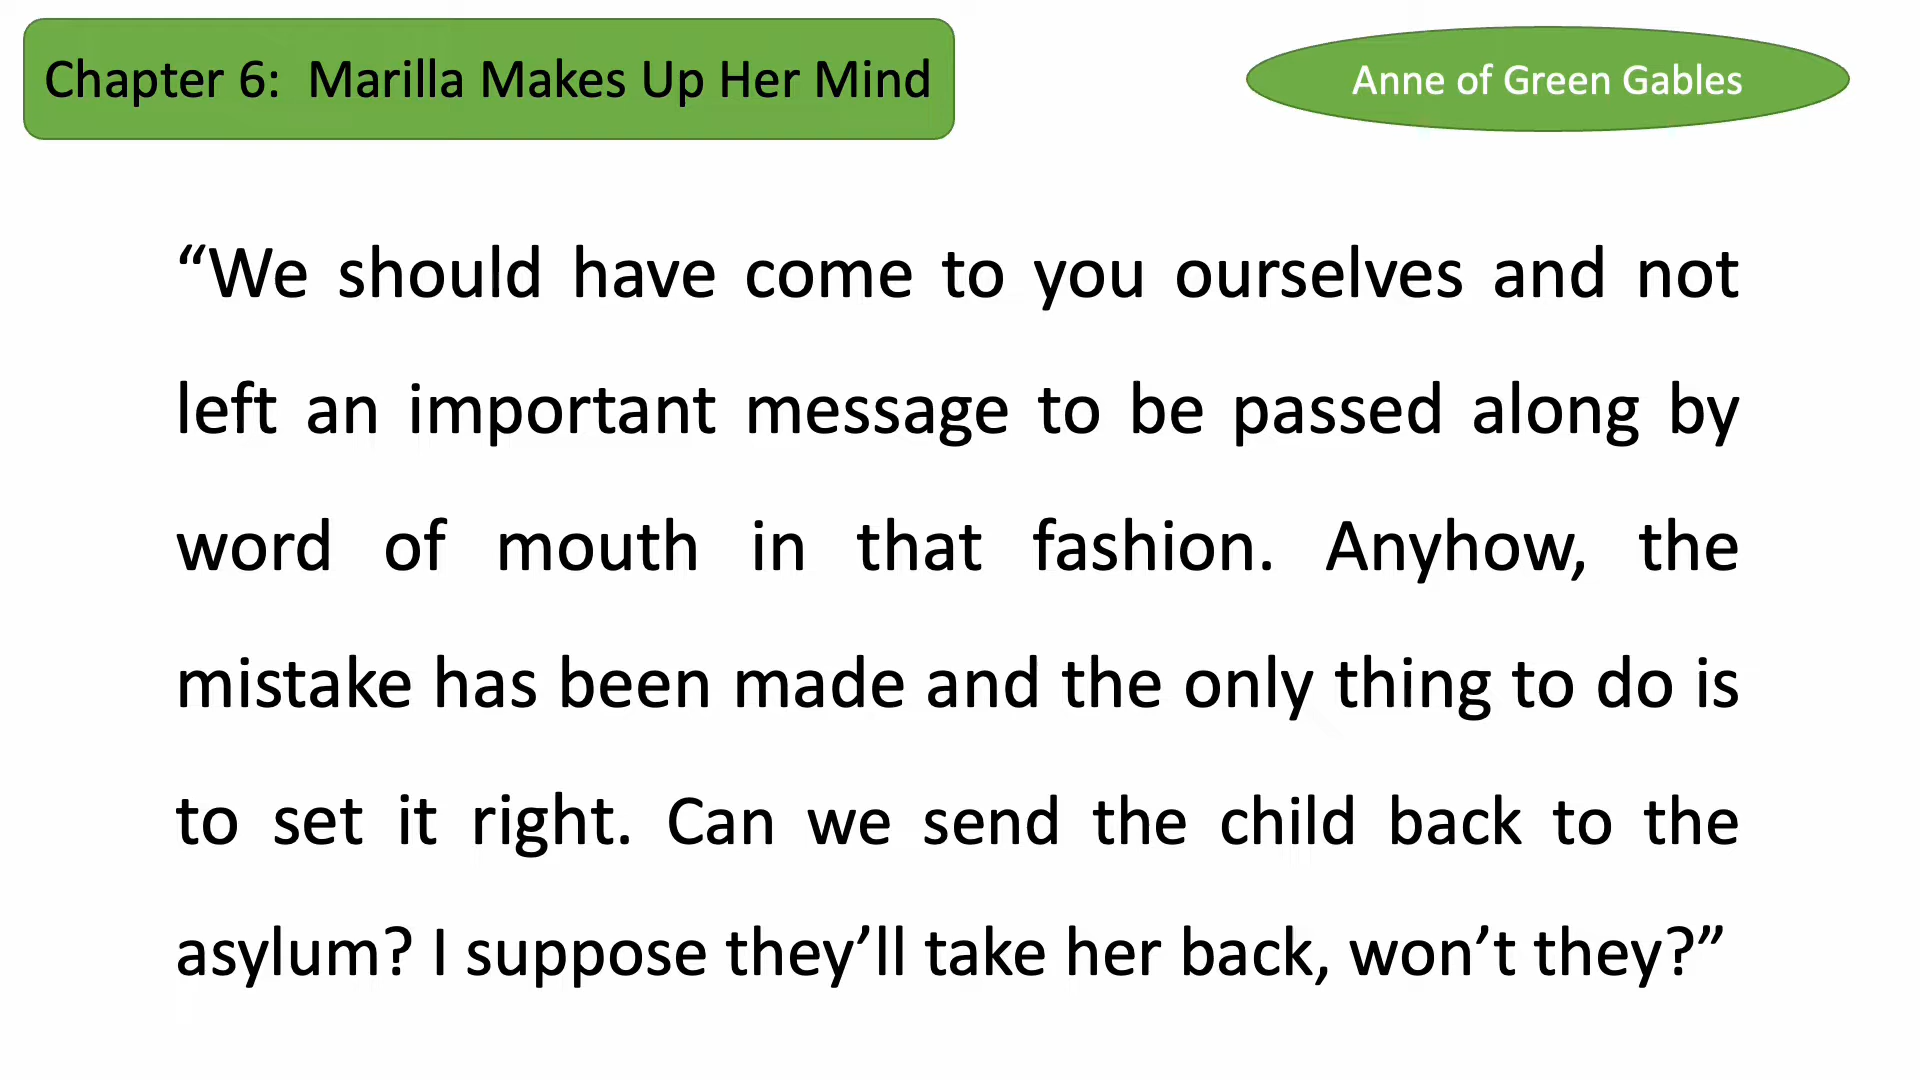 Chapter 6:  Marilla Makes Up Her Mind
Anne of Green Gables
“We should have come to you ourselves and not
left an important message to be passed along by
word of mouth in that fashion. Anyhow, the
mistake has been made and the only thing to do is
to set it right. Can we send the child back to the
asylum? I suppose they’ll take her back, won’t they?”